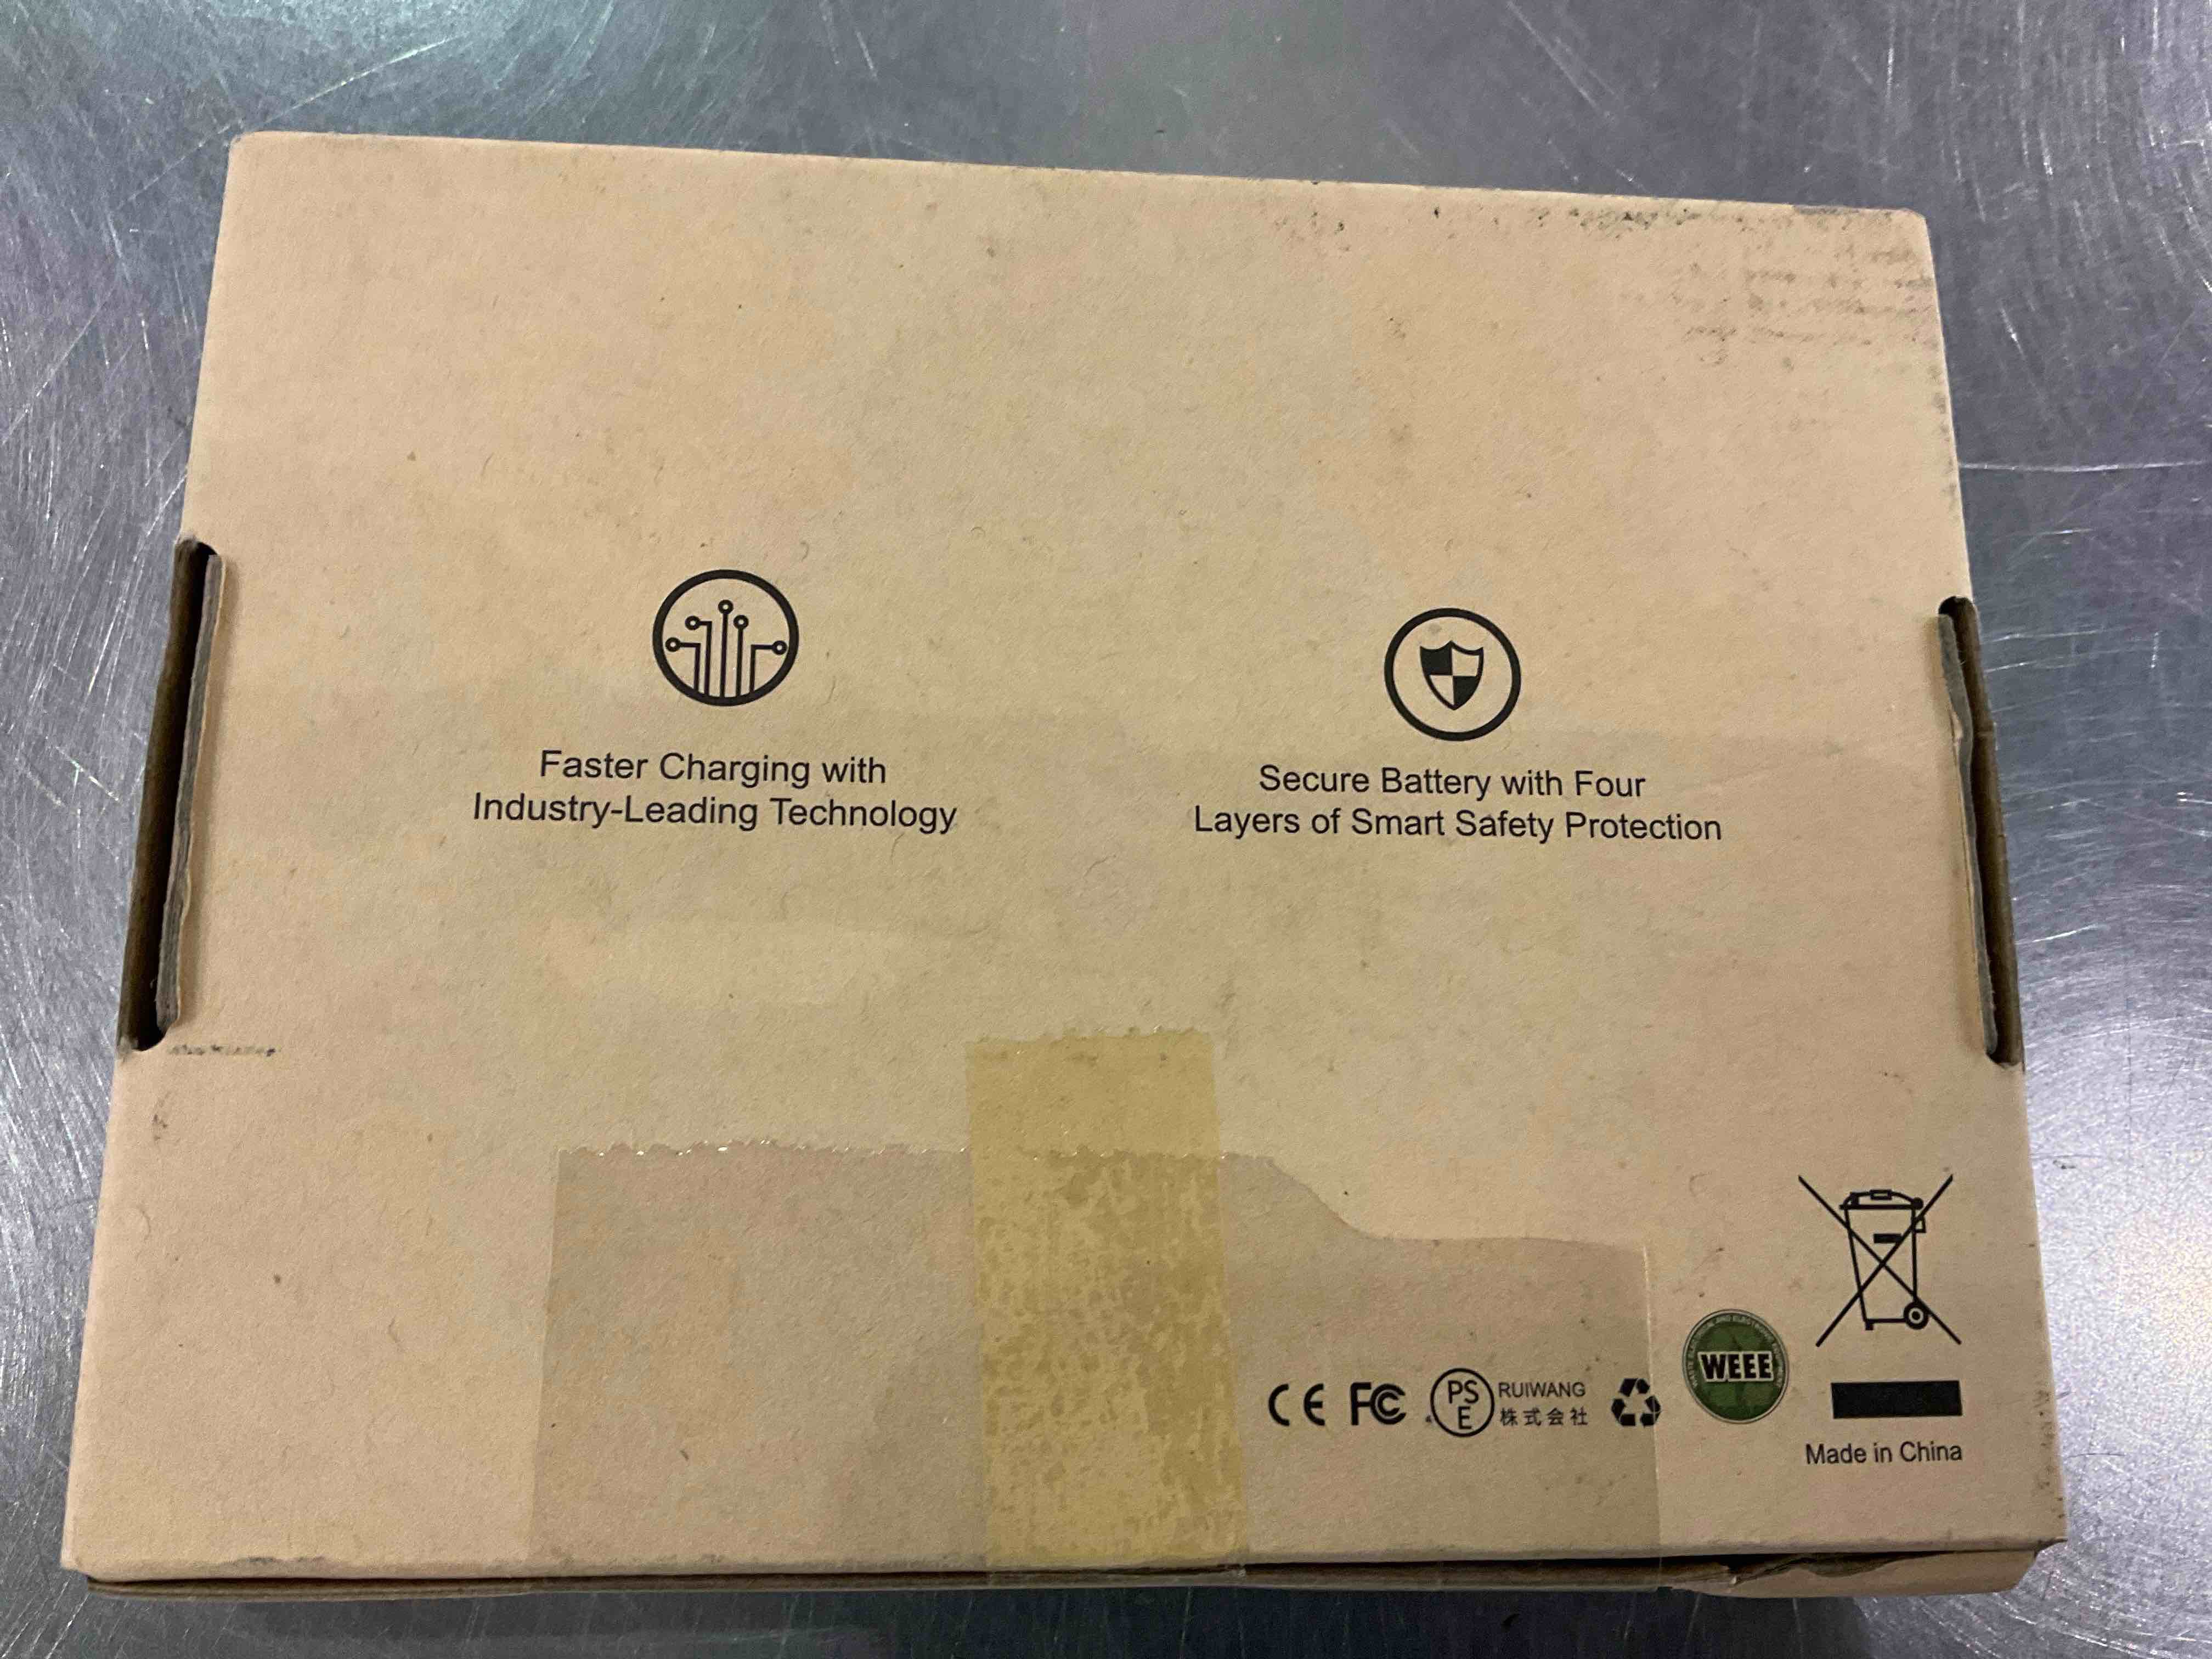 Faster Charging with
Industry-Leading Technology
Secure Battery with Four
Layers of Smart Safety Protection
CE FC PS E RUIWANG
株式会社
WEEE
Made in China